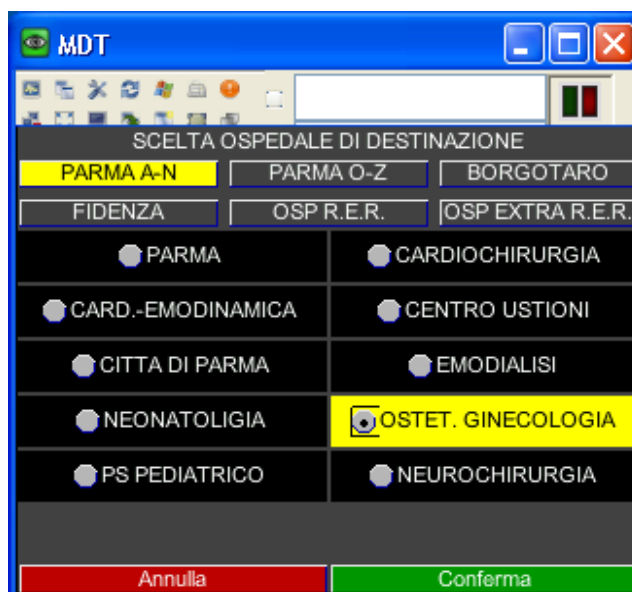 MDT
SCELTA OSPEDALE DI DESTINAZIONE
PARMA A-N PARMA O-Z BORGOTARO
FIDENZA OSP R.E.R. OSP EXTRA R.E.R.
PARMA CARDIOCHIRURGIA
CARD.-EMODINAMICA CENTRO USTIONI
CITTA DI PARMA EMODIALISI
NEONATOLIGIA OSTET. GINECOLOGIA
PS PEDIATRICO NEUROCHIRURGIA
Annulla Conferma